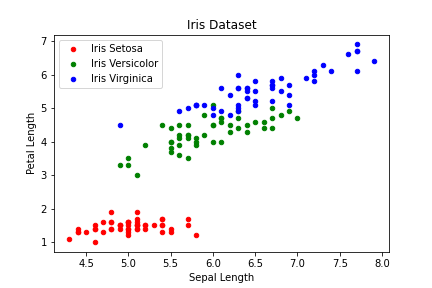 Iris Dataset
Iris Setosa
Iris Versicolor
Iris Virginica
Petal Length
7
6
5
4
3
2
1
4.5 5.0 5.5 6.0 6.5 7.0 7.5 8.0
Sepal Length